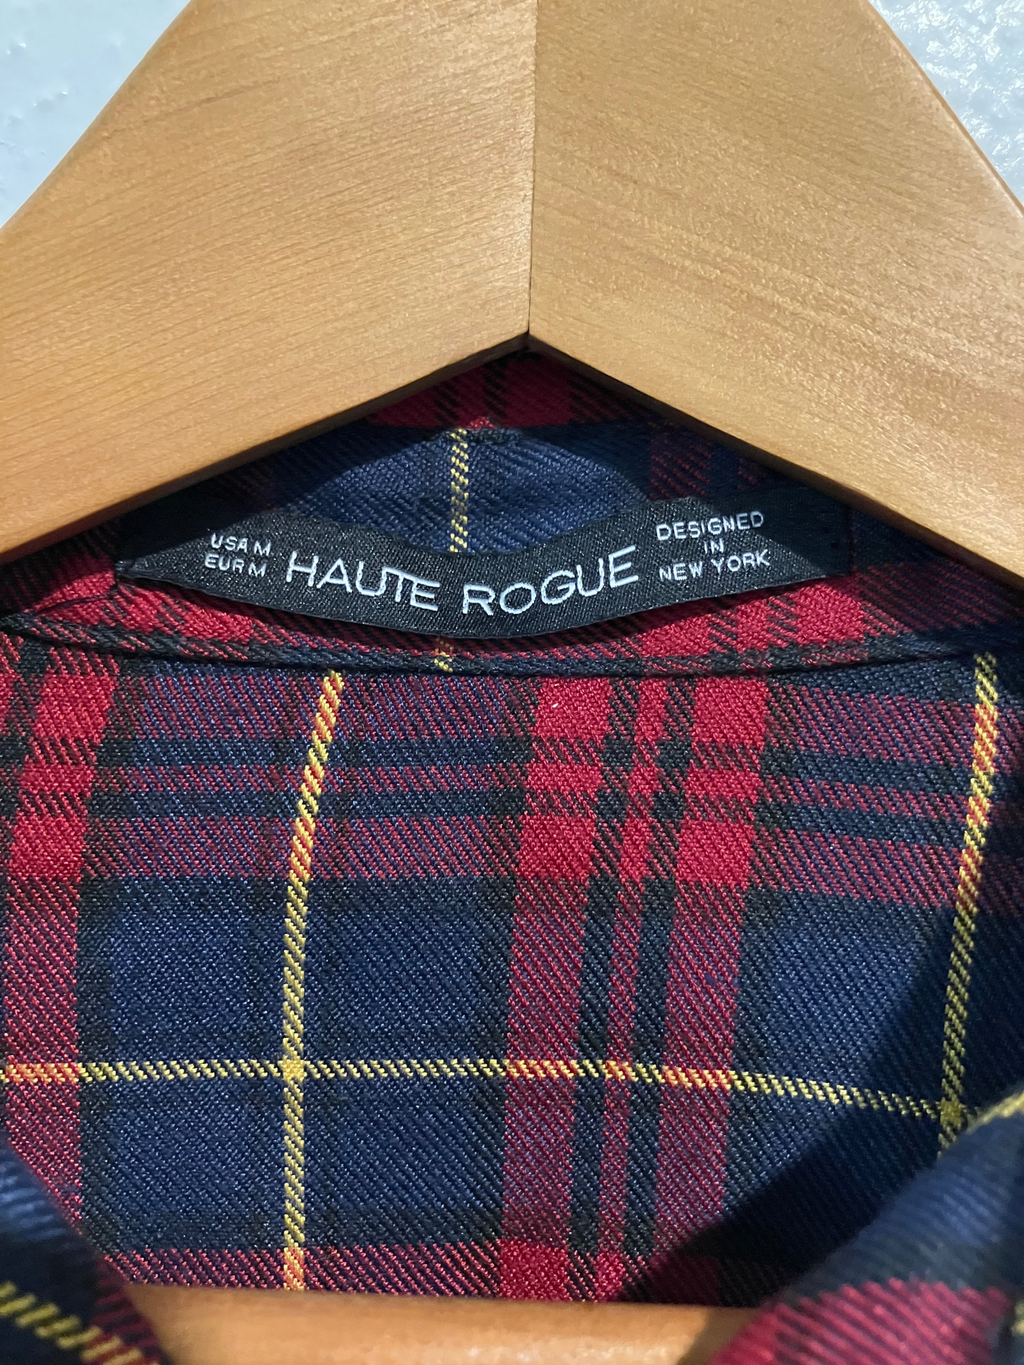 USA M
EUR M
HAUTE ROGUE
DESIGNED
IN
NEW YORK